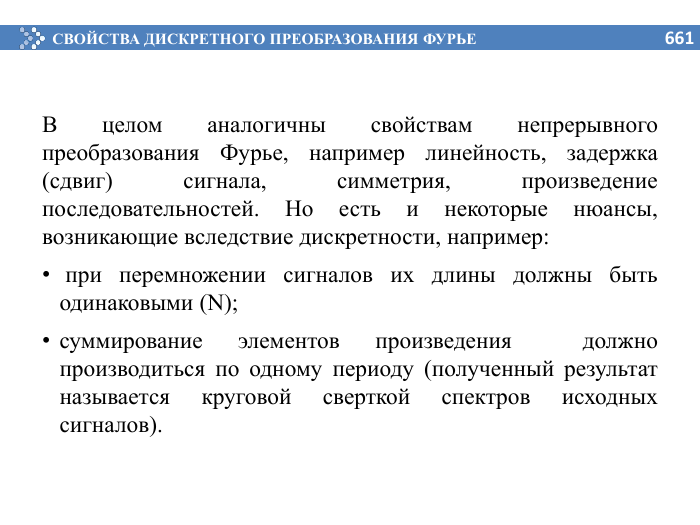 СВОЙСТВА ДИСКРЕТНОГО ПРЕОБРАЗОВАНИЯ ФУРЬЕ 661
В целом аналогичны свойствам непрерывного
преобразования Фурье, например линейность, задержка
(сдвиг) сигнала, симметрия, произведение
последовательностей. Но есть и некоторые нюансы,
возникающие вследствие дискретности, например:
• при перемножении сигналов их длины должны быть
одинаковыми (N);
• суммирование элементов произведения должно
производиться по одному периоду (полученный результат
называется круговой сверткой спектров исходных
сигналов).